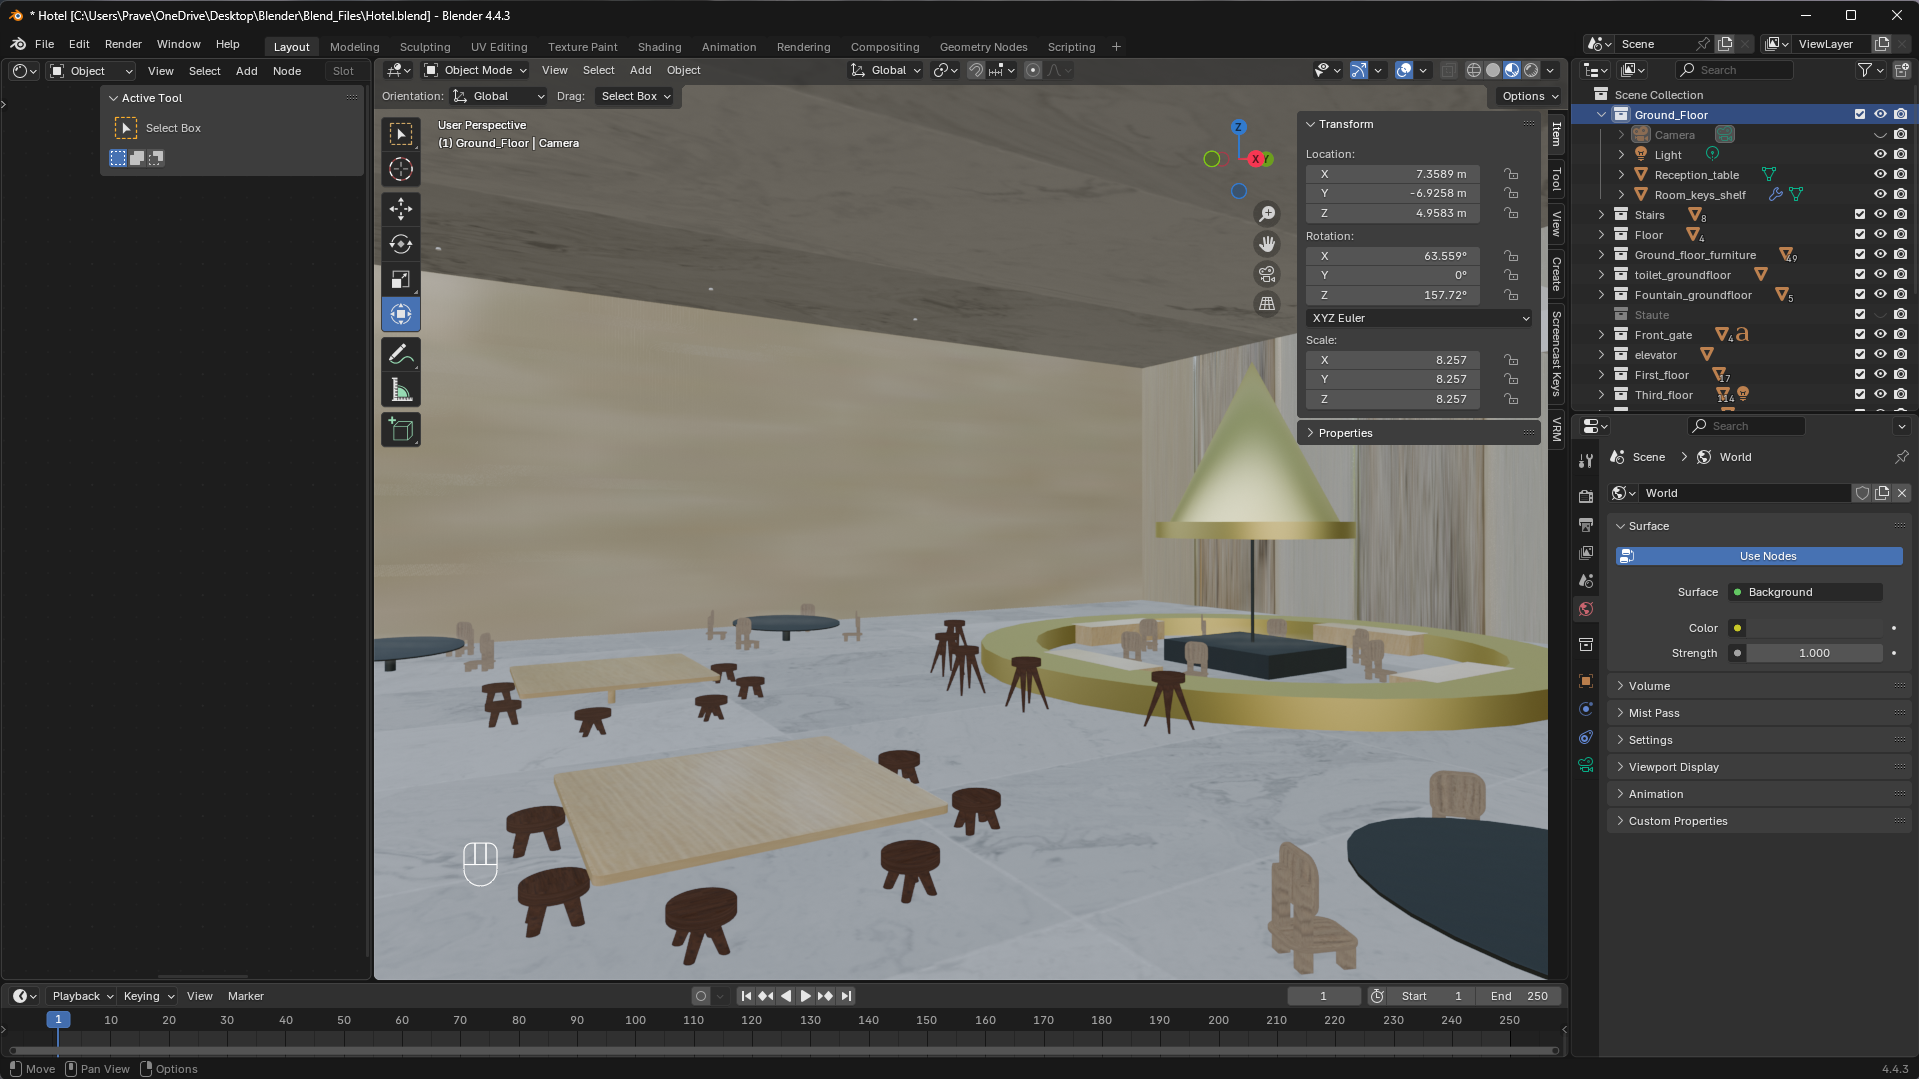 * Hotel [C:\Users\Prave\OneDrive\Desktop\Blender\Blend_Files\Hotel.blend] - Blender 4.4.3
File Edit Render Window Help Layout Modeling Sculpting UV Editing Texture Paint Shading Animation Rendering Compositing Geometry Nodes Scripting + Scene ViewLayer
Object View Select Add Node Slot
Object Mode View Select Add Object Global
Search
Orientation: Global Drag: Select Box Options
Active Tool
Select Box
User Perspective
(1) Ground_Floor | Camera
Z
X Y
Transform
Location:
X 7.3589 m
Y -6.9258 m
Z 4.9583 m
Rotation:
X 63.559°
Y 0°
Z 157.72°
XYZ Euler
Scale:
X 8.257
Y 8.257
Z 8.257
Properties
Item
Tool
View
Create
Screencast Keys
VRM
Scene Collection
Ground_Floor
Camera
Light
Reception_table
Room_keys_shelf
Stairs 8
Floor 4
Ground_floor_furniture 49
toilet_groundfloor
Fountain_groundfloor 5
Staute
Front_gate 4 a
elevator
First_floor 17
Third_floor 114
Search
Scene > World
World
Surface
Use Nodes
Surface Background
Color
Strength 1.000
Volume
Mist Pass
Settings
Viewport Display
Animation
Custom Properties
Playback Keying View Marker 1 Start 1 End 250
1 10 20 30 40 50 60 70 80 90 100 110 120 130 140 150 160 170 180 190 200 210 220 230 240 250
Move Pan View Options 4.4.3